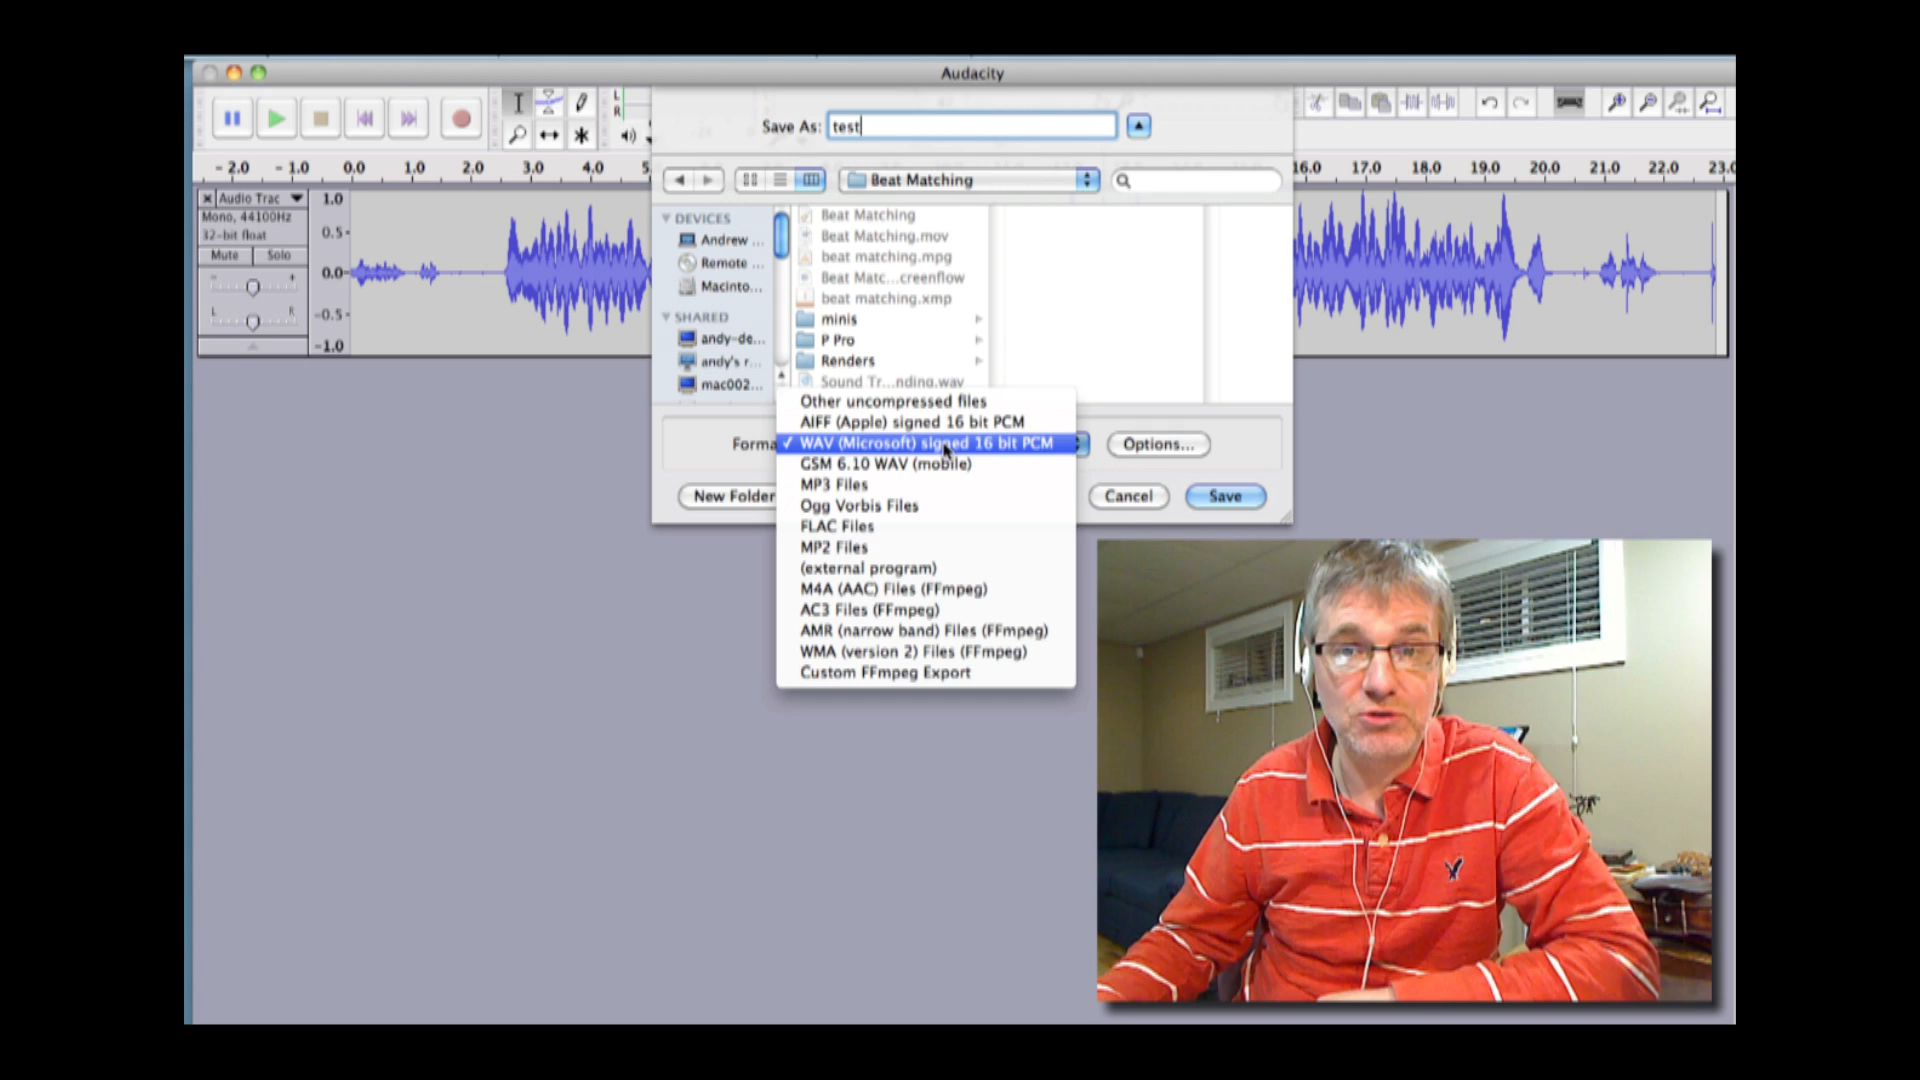 Audacity
Save As: test
L
R
- 2.0 - 1.0 0.0 1.0 2.0 3.0 4.0 5
16.0 17.0 18.0 19.0 20.0 21.0 22.0 23.0
Beat Matching
Audio Trac
Mono, 44100Hz
32-bit float
Mute Solo
- +
L R
1.0
0.5-
0.0-
-0.5-
-1.0
DEVICES
Andrew ...
Remote ...
Macinto...
SHARED
andy-de...
andy's r...
mac002...
Beat Matching
Beat Matching.mov
beat matching.mpg
Beat Matc...creenflow
beat matching.xmp
minis
P Pro
Renders
Sound Tr...nding.wav
Forma
Other uncompressed files
AIFF (Apple) signed 16 bit PCM
✓ WAV (Microsoft) signed 16 bit PCM
GSM 6.10 WAV (mobile)
MP3 Files
Ogg Vorbis Files
FLAC Files
MP2 Files
(external program)
M4A (AAC) Files (FFmpeg)
AC3 Files (FFmpeg)
AMR (narrow band) Files (FFmpeg)
WMA (version 2) Files (FFmpeg)
Custom FFmpeg Export
Options...
New Folder
Cancel
Save